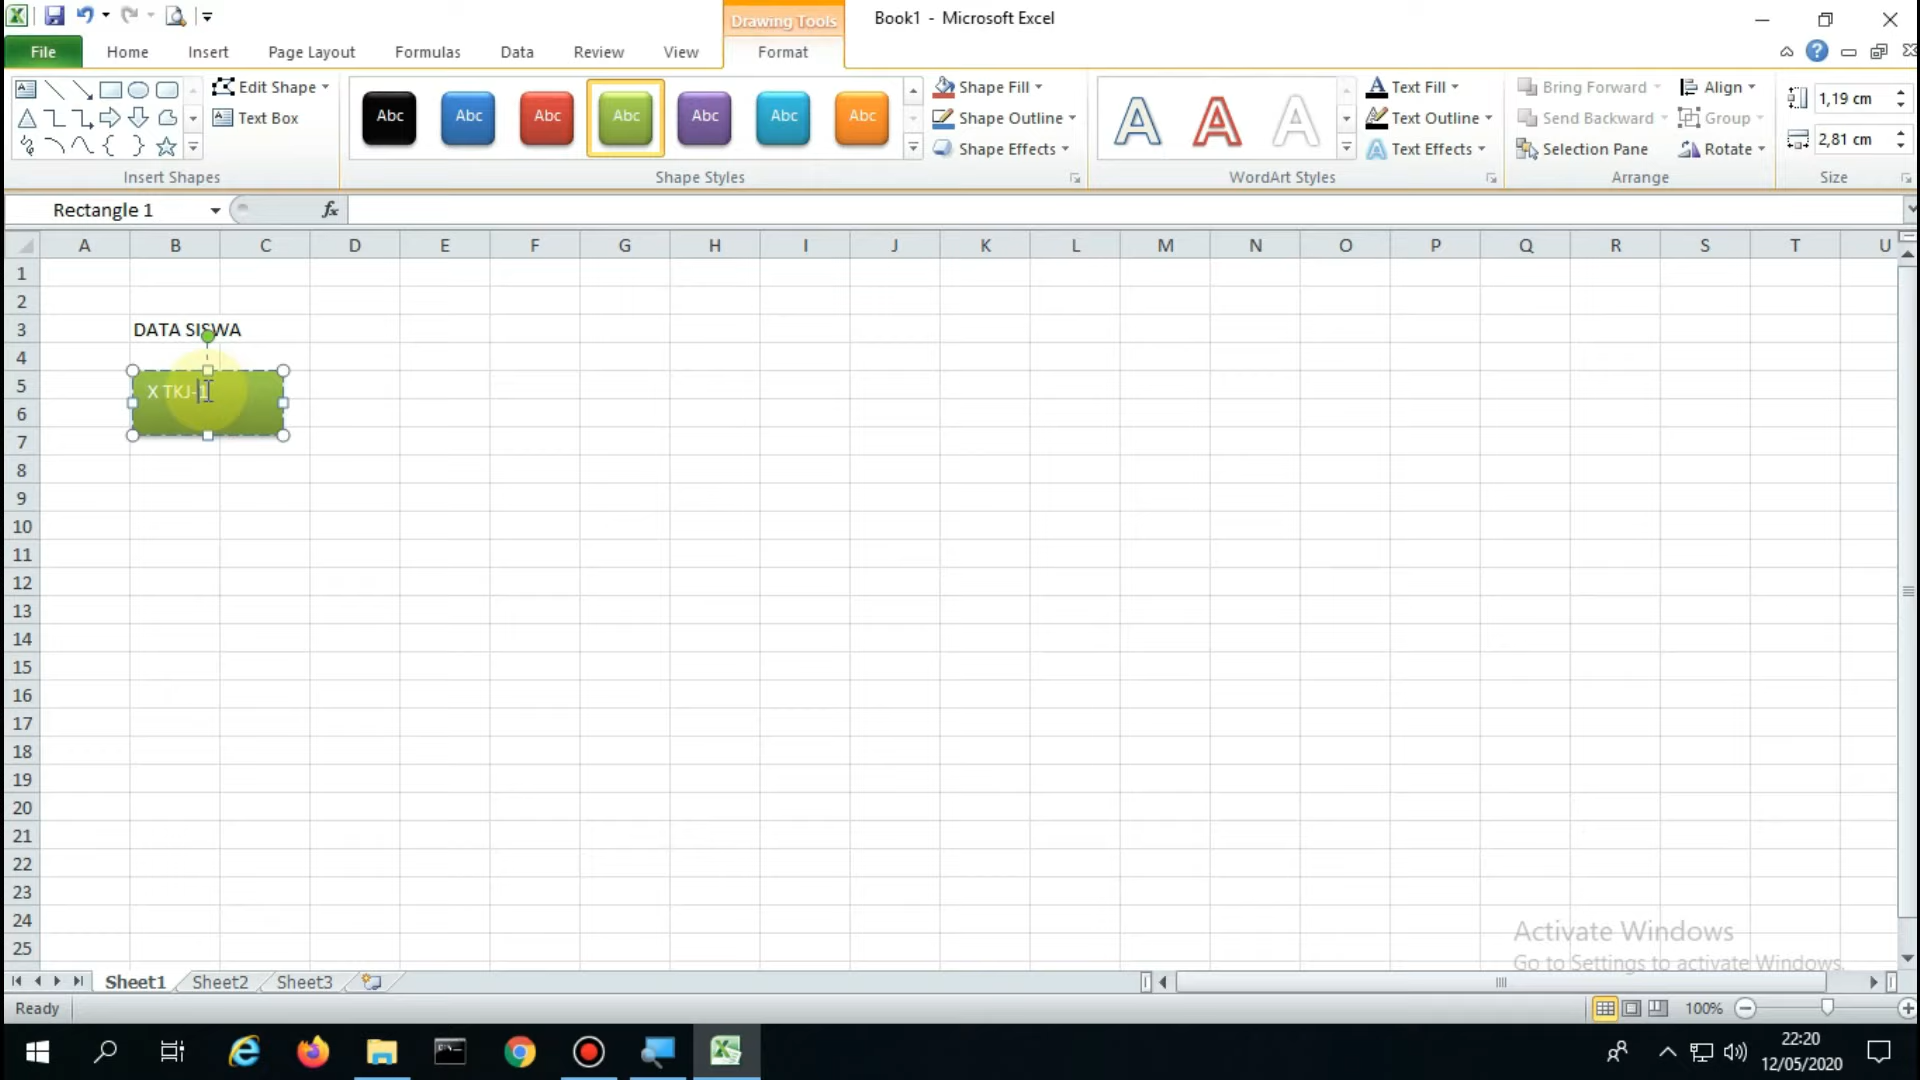 Drawing Tools
Book1 - Microsoft Excel
File Home Insert Page Layout Formulas Data Review View Format
Edit Shape
Text Box
Insert Shapes
Abc Abc Abc Abc Abc Abc Abc
Shape Fill
Shape Outline
Shape Effects
Shape Styles
A A A
Text Fill
Text Outline
Text Effects
WordArt Styles
Bring Forward
Send Backward
Selection Pane
Align
Group
Rotate
Arrange
1,19 cm
2,81 cm
Size
Rectangle 1
fx
A B C D E F G H I J K L M N O P Q R S T U
1
2
3 DATA SISWA
4
5 X TKJ-1
6
7
8
9
10
11
12
13
14
15
16
17
18
19
20
21
22
23
24
25
Activate Windows
Go to Settings to activate Windows.
Sheet1 Sheet2 Sheet3
Ready
100%
22:20
12/05/2020